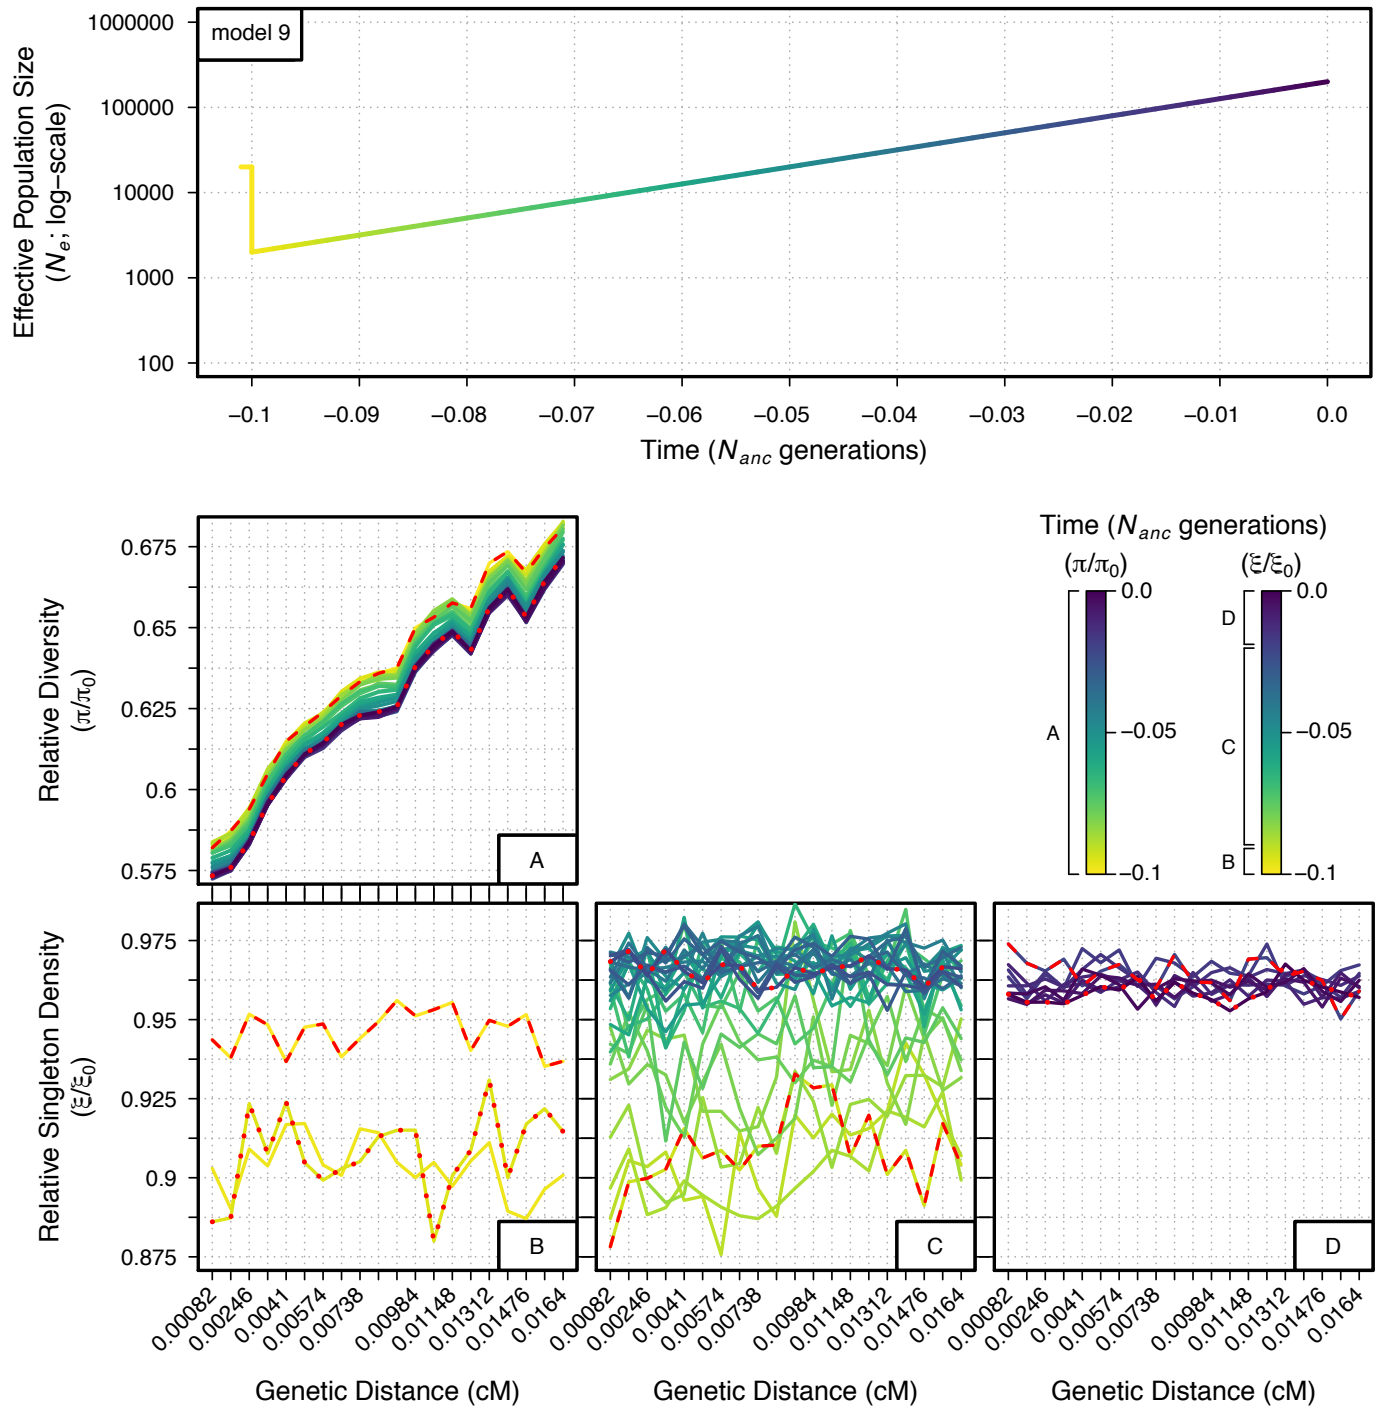 model 9
Effective Population Size
(Ne; log−scale)
1000000
100000
10000
1000
100
−0.1 −0.09 −0.08 −0.07 −0.06 −0.05 −0.04 −0.03 −0.02 −0.01 0.0
Time (Nanc generations)
Relative Diversity
(π/π0)
0.675
0.65
0.625
0.6
0.575
A
Time (Nanc generations)
(π/π0) (ξ/ξ0)
0.0 0.0
D
A −0.05 C −0.05
B
−0.1 −0.1
Relative Singleton Density
(ξ/ξ0)
0.975
0.95
0.925
0.9
0.875
B C D
0.00082 0.00246 0.0041 0.00574 0.00738 0.00984 0.01148 0.01312 0.01476 0.0164
0.00082 0.00246 0.0041 0.00574 0.00738 0.00984 0.01148 0.01312 0.01476 0.0164
0.00082 0.00246 0.0041 0.00574 0.00738 0.00984 0.01148 0.01312 0.01476 0.0164
Genetic Distance (cM) Genetic Distance (cM) Genetic Distance (cM)